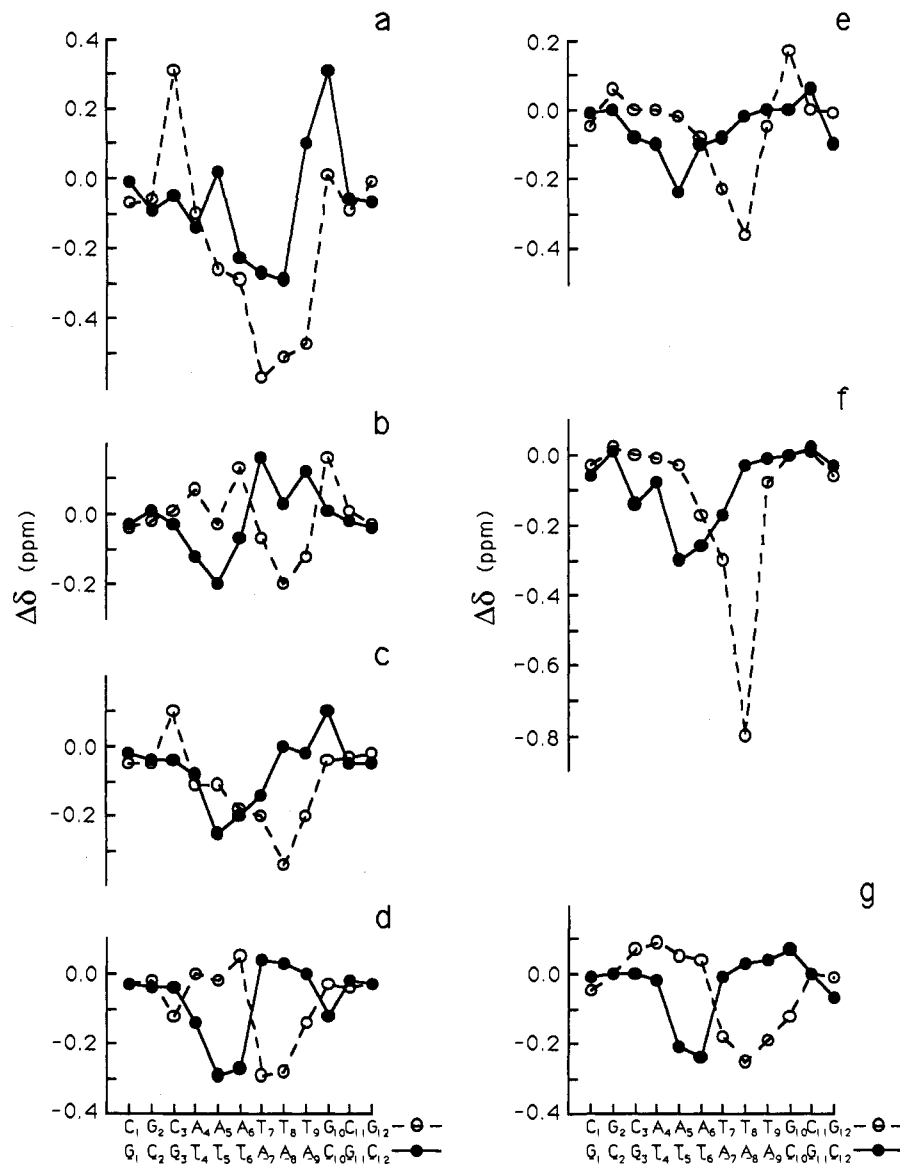 a
0.4
0.2
0.0
-0.2
-0.4
b
0.0
-0.2
Δδ (ppm)
c
0.0
-0.2
d
0.0
-0.2
-0.4
C₁ G₂ C₃ A₄ A₅ A₆ T₇ T₈ T₉ G₁₀ C₁₁ G₁₂
G₁ C₂ G₃ T₄ T₅ T₆ A₇ A₈ A₉ C₁₀ G₁₁ C₁₂
e
0.2
0.0
-0.2
-0.4
f
0.0
-0.2
Δδ (ppm)
-0.4
-0.6
-0.8
g
0.0
-0.2
-0.4
C₁ G₂ C₃ A₄ A₅ A₆ T₇ T₈ T₉ G₁₀ C₁₁ G₁₂
G₁ C₂ G₃ T₄ T₅ T₆ A₇ A₈ A₉ C₁₀ G₁₁ C₁₂